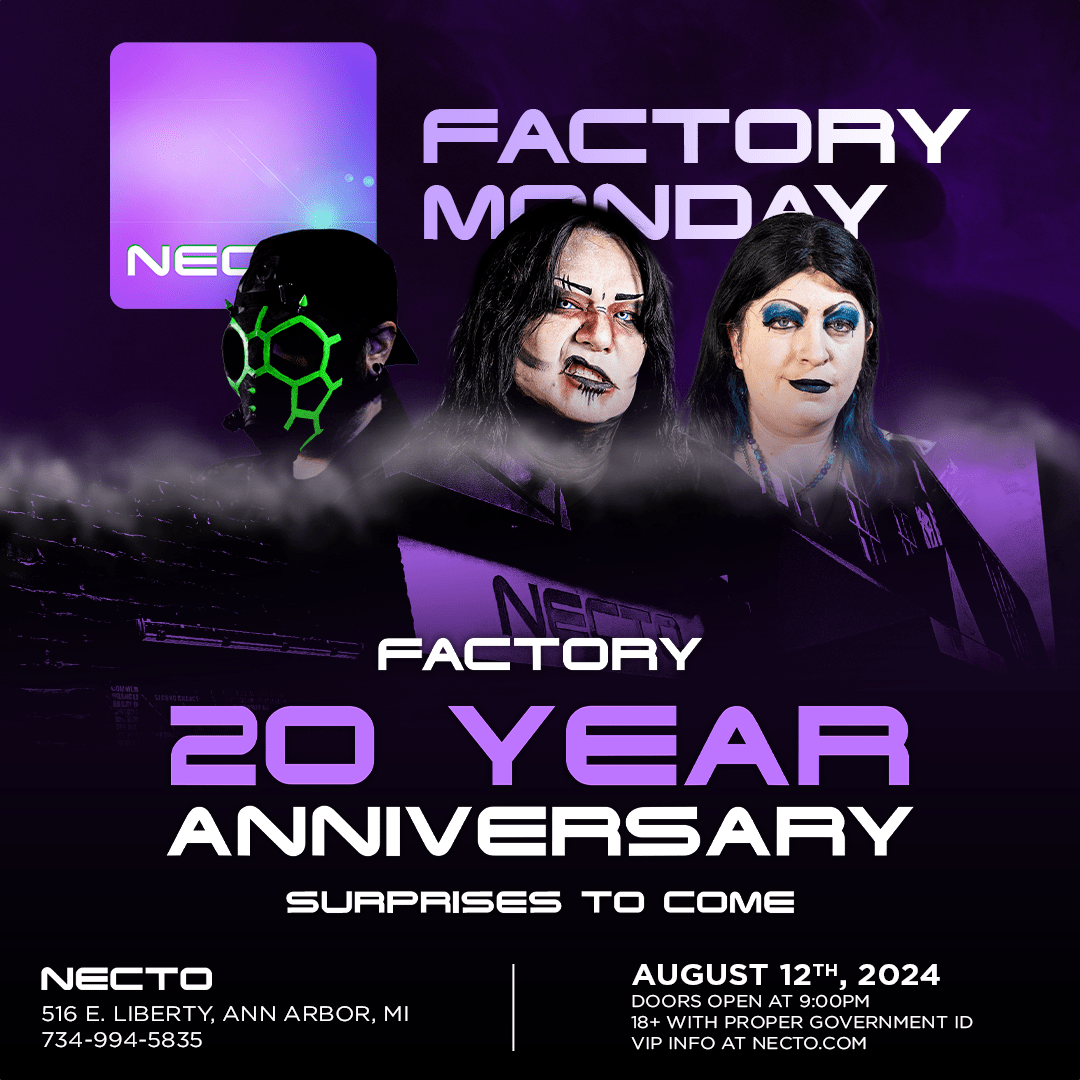 FACTORY
MONDAY
NEC
NECTO
FACTORY
20 YEAR
ANNIVERSARY
SURPRISES TO COME
NECTO
516 E. LIBERTY, ANN ARBOR, MI
734-994-5835
AUGUST 12TH, 2024
DOORS OPEN AT 9:00PM
18+ WITH PROPER GOVERNMENT ID
VIP INFO AT NECTO.COM